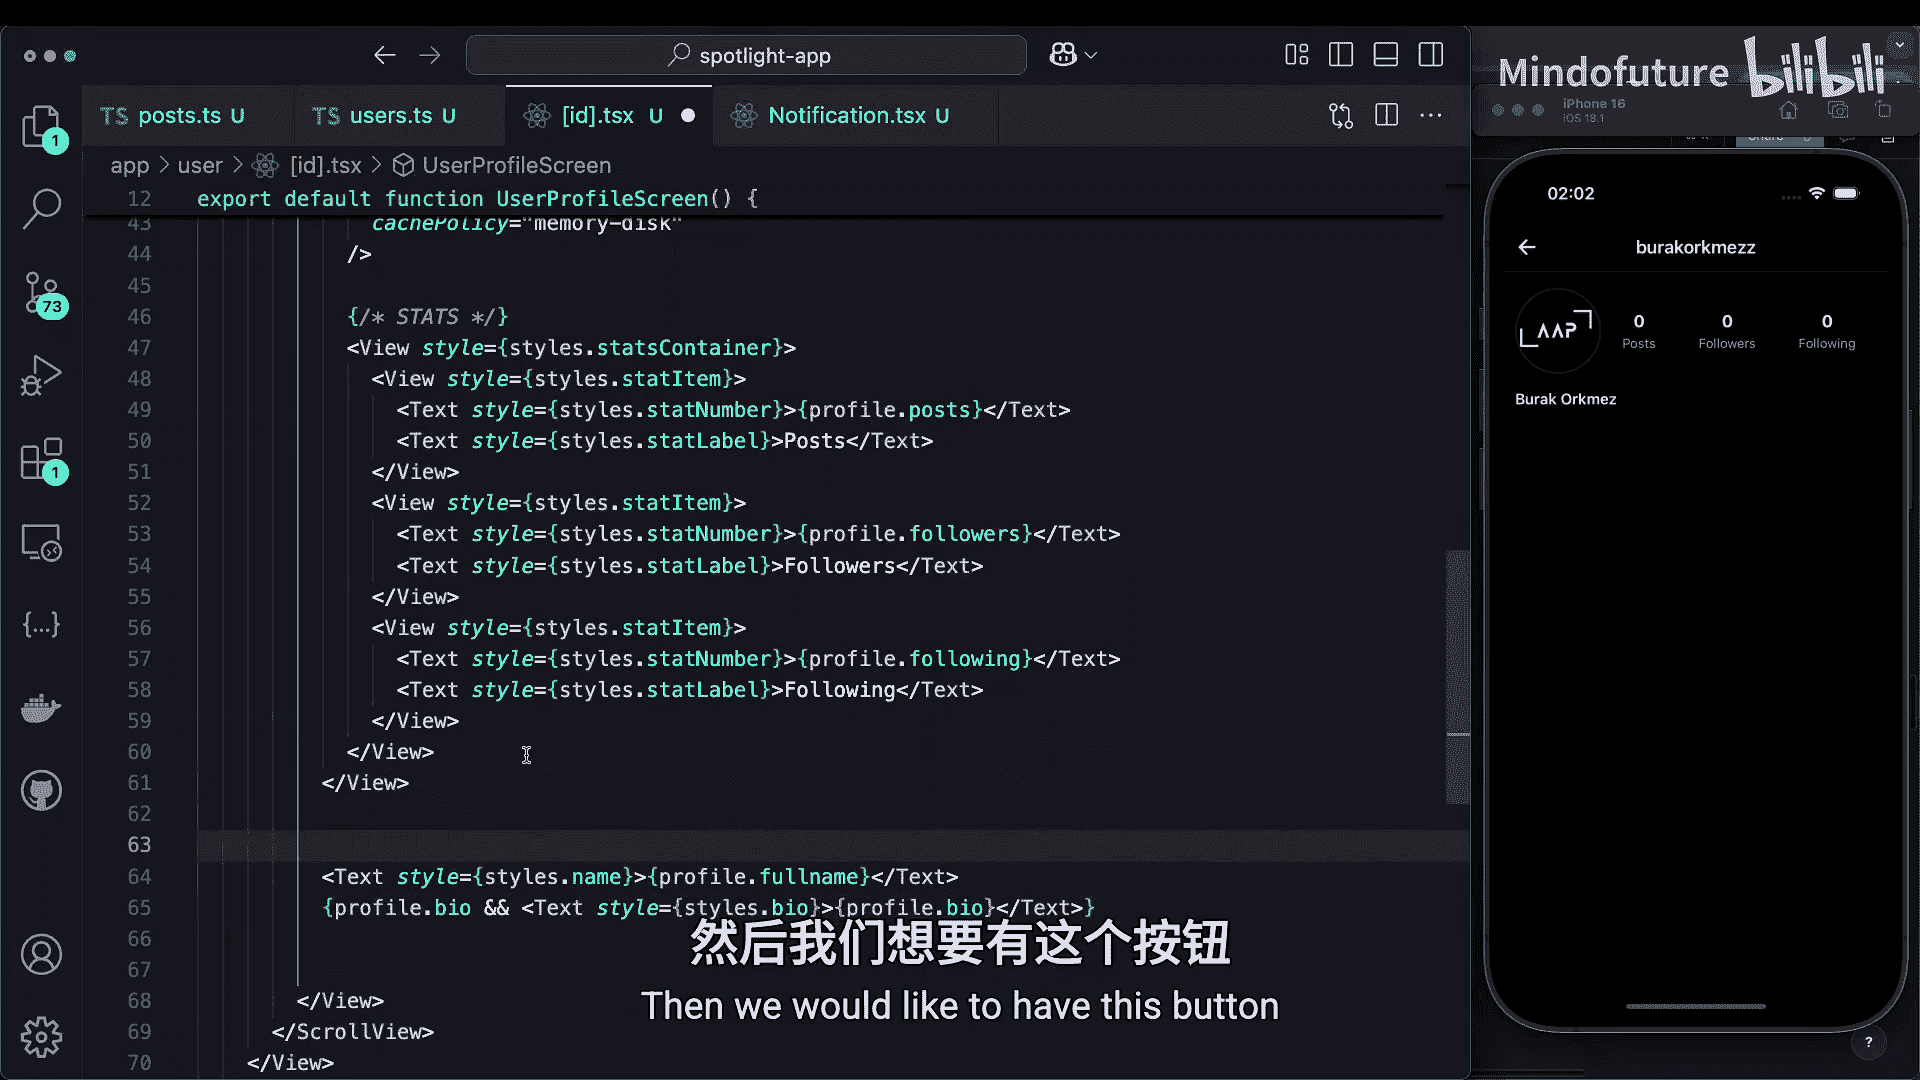 spotlight-app
Mindofuture bilibili
iPhone 16
iOS 18.1
TS posts.ts U
TS users.ts U
[id].tsx U
Notification.tsx U
app > user > [id].tsx > UserProfileScreen
12 export default function UserProfileScreen() {
43 cachePolicy="memory-disk"
44 />
45
46 {/* STATS */}
47 <View style={styles.statsContainer}>
48 <View style={styles.statItem}>
49 <Text style={styles.statNumber}>{profile.posts}</Text>
50 <Text style={styles.statLabel}>Posts</Text>
51 </View>
52 <View style={styles.statItem}>
53 <Text style={styles.statNumber}>{profile.followers}</Text>
54 <Text style={styles.statLabel}>Followers</Text>
55 </View>
56 <View style={styles.statItem}>
57 <Text style={styles.statNumber}>{profile.following}</Text>
58 <Text style={styles.statLabel}>Following</Text>
59 </View>
60 </View>
61 </View>
62
63
64 <Text style={styles.name}>{profile.fullname}</Text>
65 {profile.bio && <Text style={styles.bio}>{profile.bio}</Text>}
66
67
68 </View>
69 </ScrollView>
70 </View>
1
73
1
02:02
burakorkmezz
AAP
0 0 0
Posts Followers Following
Burak Orkmez
?
然后我们想要有这个按钮
Then we would like to have this button